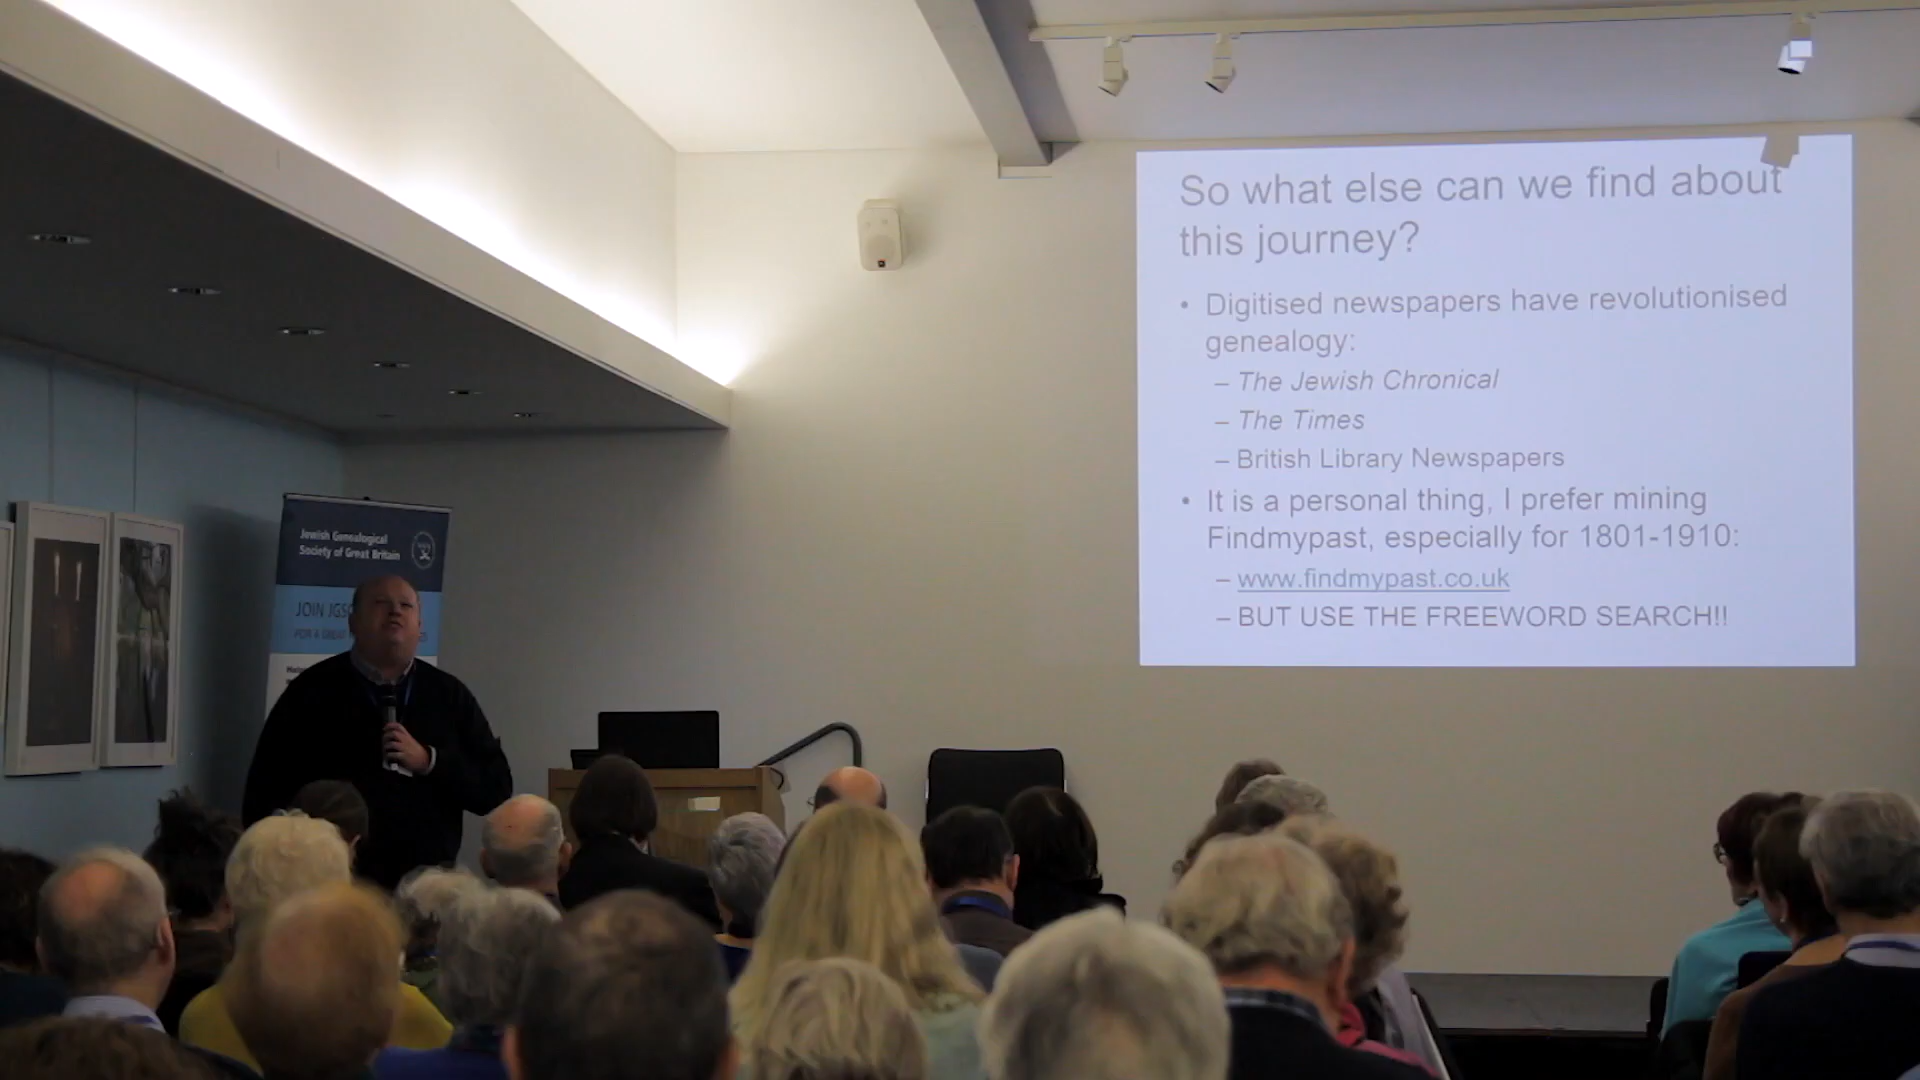 So what else can we find about
this journey?
• Digitised newspapers have revolutionised
genealogy:
– The Jewish Chronical
– The Times
– British Library Newspapers
• It is a personal thing, I prefer mining
Findmypast, especially for 1801-1910:
– www.findmypast.co.uk
– BUT USE THE FREEWORD SEARCH!!
Jewish Genealogical
Society of Great Britain
JOIN
FOR A